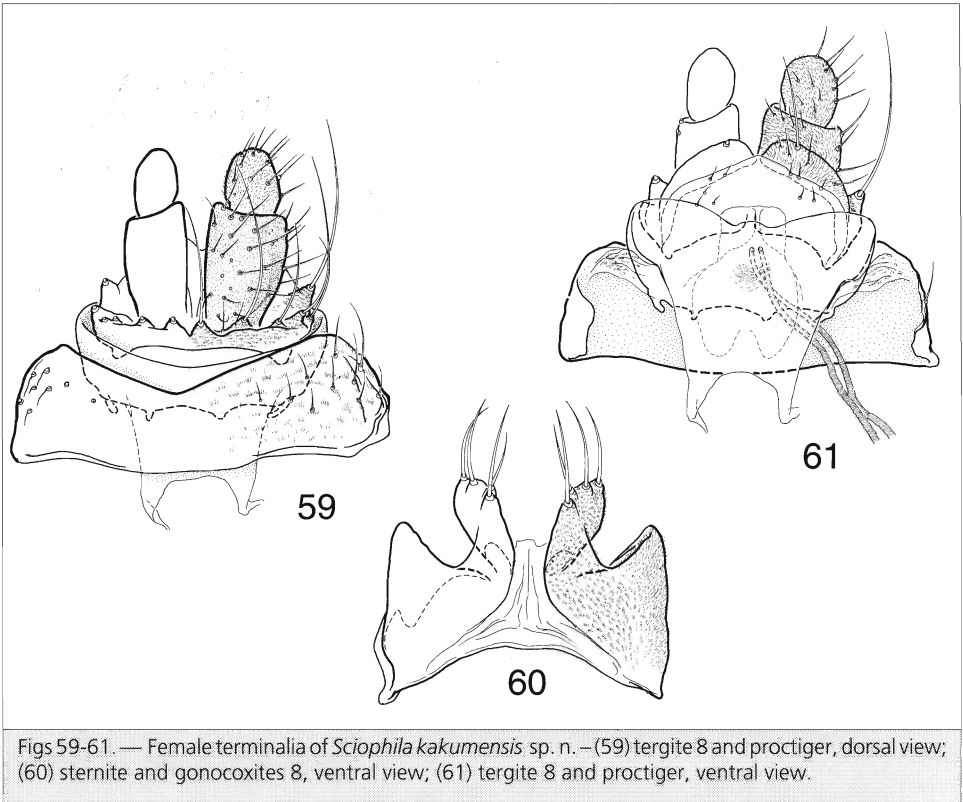 59
61
60
Figs 59-61. — Female terminalia of Sciophila kakumensis sp. n. – (59) tergite 8 and proctiger, dorsal view;
(60) sternite and gonocoxites 8, ventral view; (61) tergite 8 and proctiger, ventral view.